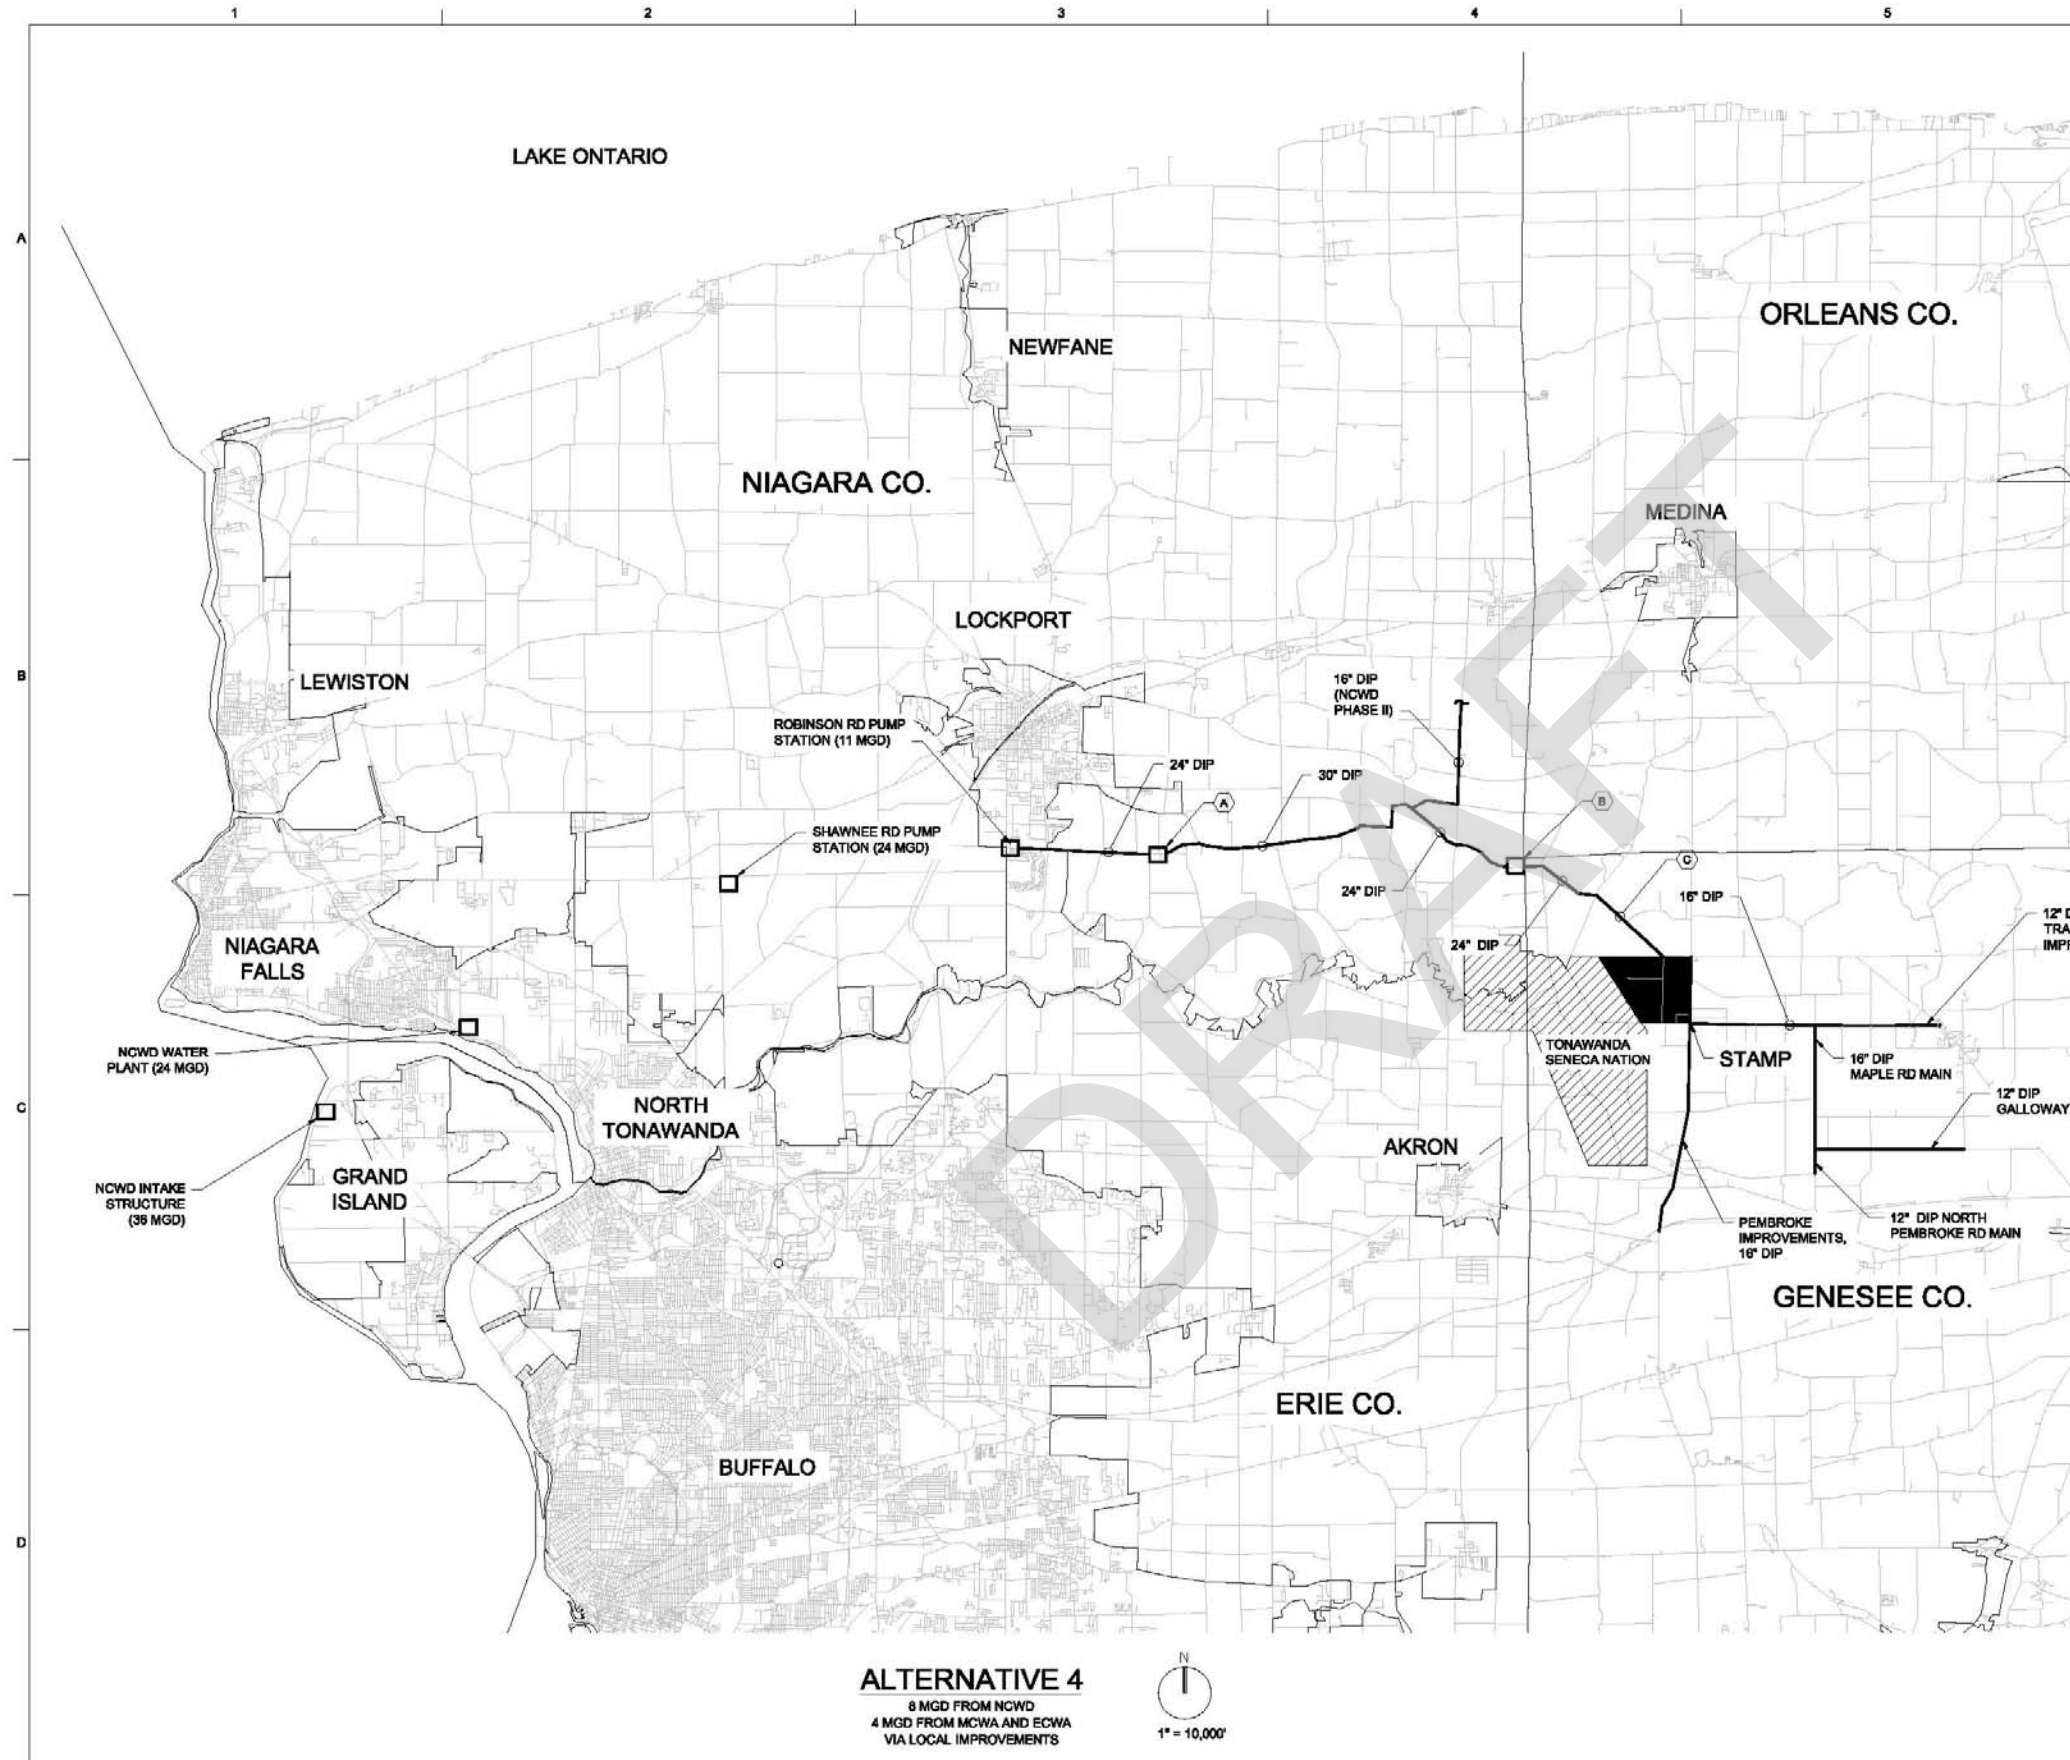 1 2 3 4 5
A
B
C
D
LAKE ONTARIO
ORLEANS CO.
NEWFANE
NIAGARA CO.
MEDINA
LOCKPORT
LEWISTON
16" DIP
(NCWD
PHASE II)
ROBINSON RD PUMP
STATION (11 MGD)
24" DIP
30" DIP
A
B
SHAWNEE RD PUMP
STATION (24 MGD)
C
24" DIP
16" DIP
24" DIP
NIAGARA
FALLS
NCWD WATER
PLANT (24 MGD)
TONAWANDA
SENECA NATION
STAMP
16" DIP
MAPLE RD MAIN
12" DIP
GALLOWAY
NORTH
TONAWANDA
AKRON
GRAND
ISLAND
NCWD INTAKE
STRUCTURE
(36 MGD)
PEMBROKE
IMPROVEMENTS,
16" DIP
12" DIP NORTH
PEMBROKE RD MAIN
GENESEE CO.
ERIE CO.
BUFFALO
DRAFT
ALTERNATIVE 4
8 MGD FROM NCWD
4 MGD FROM MCWA AND ECWA
VIA LOCAL IMPROVEMENTS
N
1" = 10,000'